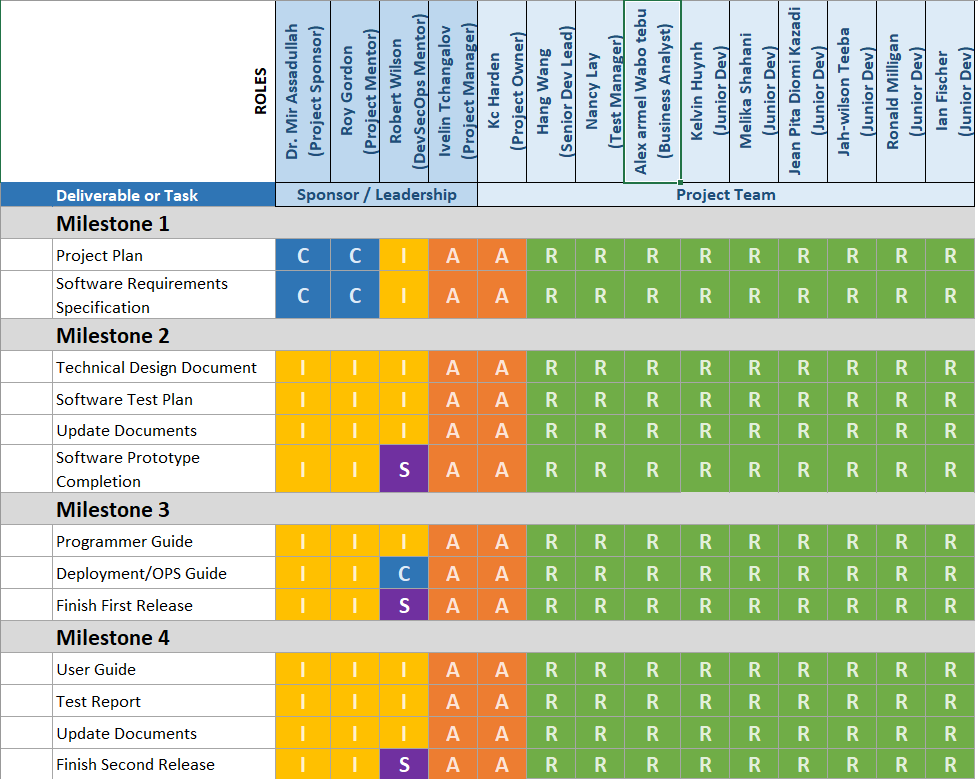 ROLES
Dr. Mir Assadullah
(Project Sponsor)
Roy Gordon
(Project Mentor)
Robert Wilson
(DevSecOps Mentor)
Ivelin Tchangalov
(Project Manager)
Kc Harden
(Project Owner)
Hang Wang
(Senior Dev Lead)
Nancy Lay
(Test Manager)
Alex armel Wabo tebu
(Business Analyst)
Kelvin Huynh
(Junior Dev)
Melika Shahani
(Junior Dev)
Jean Pita Diomi Kazadi
(Junior Dev)
Jah-wilson Teeba
(Junior Dev)
Ronald Milligan
(Junior Dev)
Ian Fischer
(Junior Dev)
Deliverable or Task Sponsor / Leadership Project Team
Milestone 1
Project Plan C C I A A R R R R R R R R R
Software Requirements
Specification C C I A A R R R R R R R R R
Milestone 2
Technical Design Document I I I A A R R R R R R R R R
Software Test Plan I I I A A R R R R R R R R R
Update Documents I I I A A R R R R R R R R R
Software Prototype
Completion I I S A A R R R R R R R R R
Milestone 3
Programmer Guide I I I A A R R R R R R R R R
Deployment/OPS Guide I I C A A R R R R R R R R R
Finish First Release I I S A A R R R R R R R R R
Milestone 4
User Guide I I I A A R R R R R R R R R
Test Report I I I A A R R R R R R R R R
Update Documents I I I A A R R R R R R R R R
Finish Second Release I I S A A R R R R R R R R R